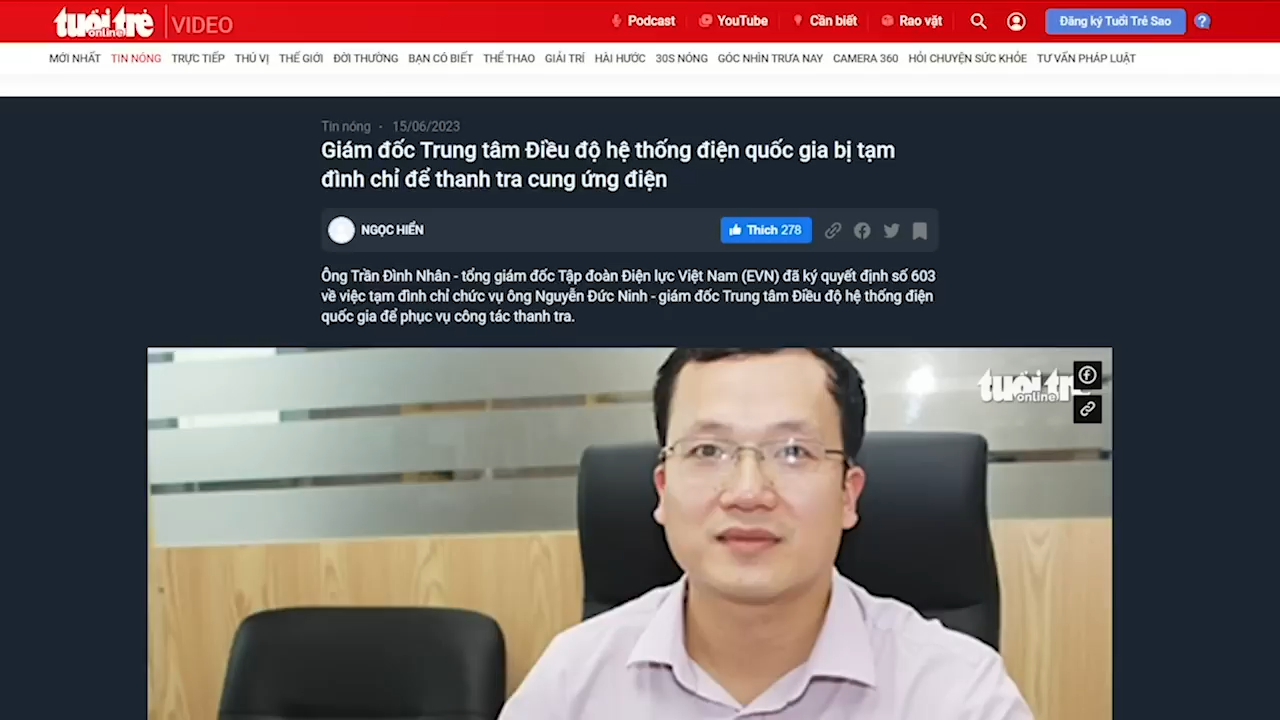 tuổi trẻ online VIDEO
Podcast YouTube Cần biết Rao vặt Đăng ký Tuổi Trẻ Sao ?
MỚI NHẤT TIN NÓNG TRỰC TIẾP THÚ VỊ THẾ GIỚI ĐỜI THƯỜNG BẠN CÓ BIẾT THỂ THAO GIẢI TRÍ HÀI HƯỚC 30S NÓNG GÓC NHÌN TRƯA NAY CAMERA 360 HỎI CHUYỆN SỨC KHỎE TƯ VẤN PHÁP LUẬT
Tin nóng - 15/06/2023
Giám đốc Trung tâm Điều độ hệ thống điện quốc gia bị tạm
đình chỉ để thanh tra cung ứng điện
NGỌC HIỂN Thích 278
Ông Trần Đình Nhân - tổng giám đốc Tập đoàn Điện lực Việt Nam (EVN) đã ký quyết định số 603
về việc tạm đình chỉ chức vụ ông Nguyễn Đức Ninh - giám đốc Trung tâm Điều độ hệ thống điện
quốc gia để phục vụ công tác thanh tra.
tuổi trẻ online